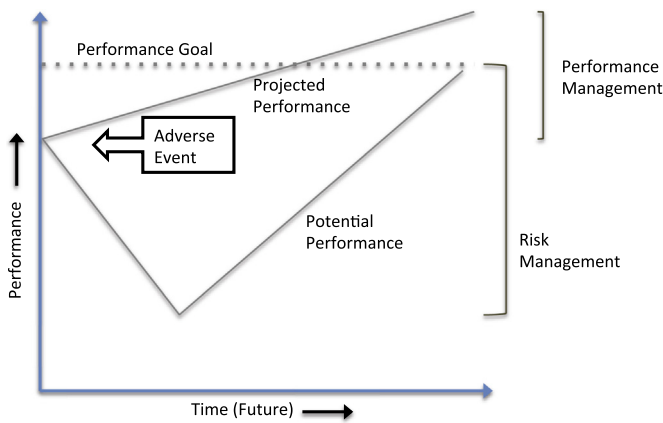 Performance Goal
Projected
Performance
Performance
Management
Adverse
Event
Potential
Performance
Risk
Management
Performance
Time (Future)